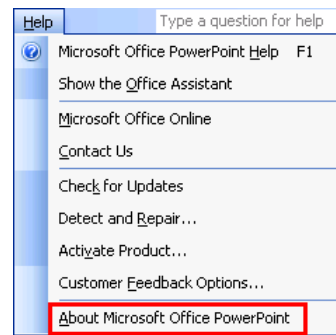 Help Type a question for help
Microsoft Office PowerPoint Help F1
Show the Office Assistant
Microsoft Office Online
Contact Us
Check for Updates
Detect and Repair...
Activate Product...
Customer Feedback Options...
About Microsoft Office PowerPoint